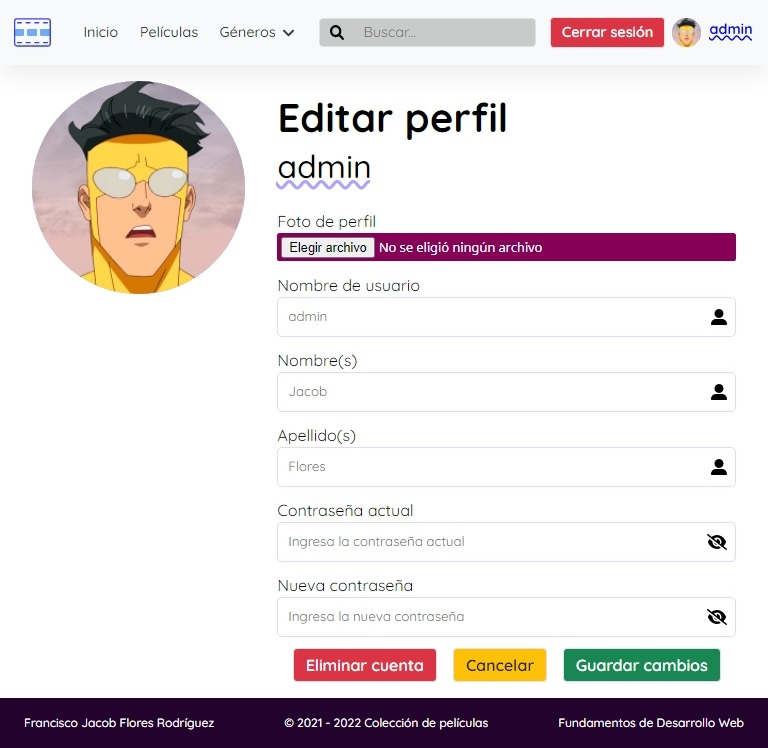 Inicio Películas Géneros Buscar... Cerrar sesión admin
Editar perfil
admin
Foto de perfil
Elegir archivo No se eligió ningún archivo
Nombre de usuario
admin
Nombre(s)
Jacob
Apellido(s)
Flores
Contraseña actual
Ingresa la contraseña actual
Nueva contraseña
Ingresa la nueva contraseña
Eliminar cuenta Cancelar Guardar cambios
Francisco Jacob Flores Rodríguez © 2021 - 2022 Colección de películas Fundamentos de Desarrollo Web